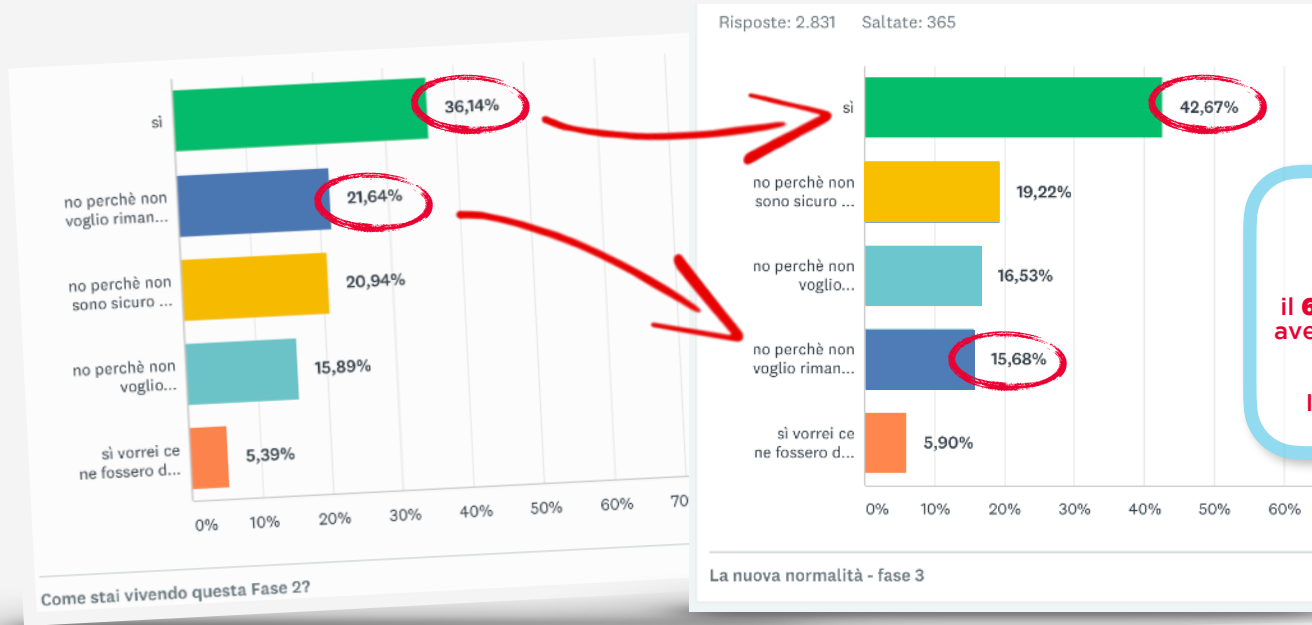 sì
36,14%
no perchè non
voglio riman...
21,64%
no perchè non
sono sicuro ...
20,94%
no perchè non
voglio...
15,89%
sì vorrei ce
ne fossero d...
5,39%
0% 10% 20% 30% 40% 50% 60% 70
Come stai vivendo questa Fase 2?
Risposte: 2.831 Saltate: 365
sì
42,67%
no perchè non
sono sicuro ...
19,22%
no perchè non
voglio...
16,53%
no perchè non
voglio riman...
15,68%
sì vorrei ce
ne fossero d...
5,90%
0% 10% 20% 30% 40% 50% 60%
La nuova normalità - fase 3
il 6
ave